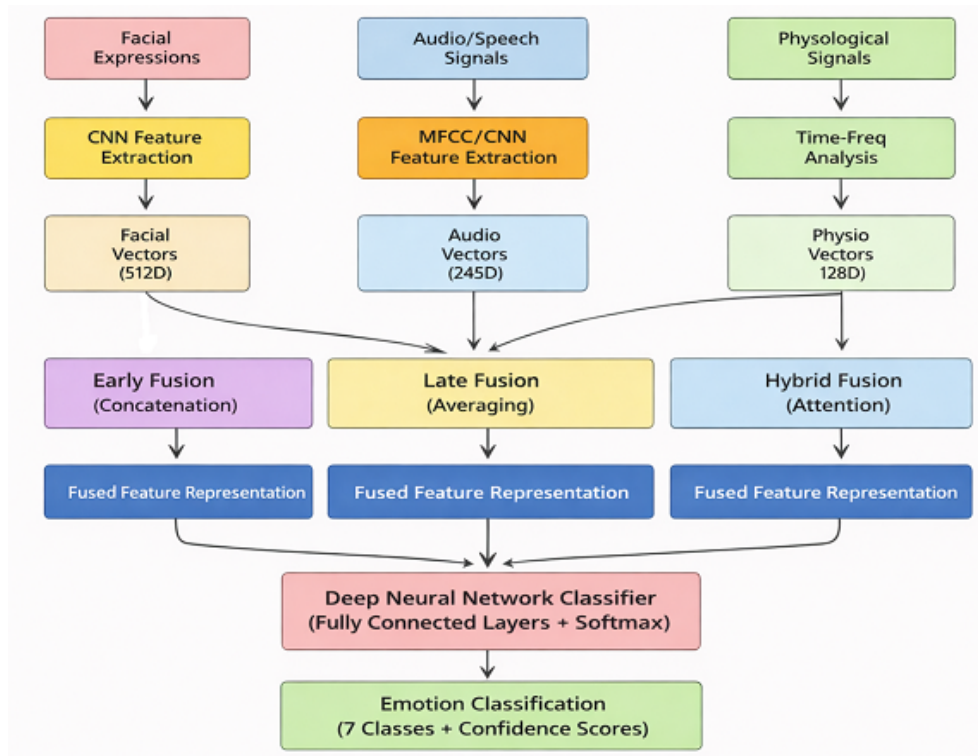 Facial
Expressions
Audio/Speech
Signals
Physological
Signals
CNN Feature
Extraction
MFCC/CNN
Feature Extraction
Time-Freq
Analysis
Facial
Vectors
(512D)
Audio
Vectors
(245D)
Physio
Vectors
128D)
Early Fusion
(Concatenation)
Late Fusion
(Averaging)
Hybrid Fusion
(Attention)
Fused Feature Representation
Fused Feature Representation
Fused Feature Representation
Deep Neural Network Classifier
(Fully Connected Layers + Softmax)
Emotion Classification
(7 Classes + Confidence Scores)